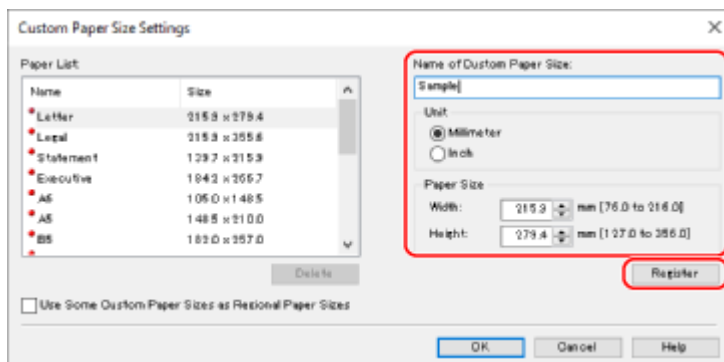 Custom Paper Size Settings
Paper List:
Name Size
Letter 215.9 x 279.4
Legal 215.9 x 355.6
Statement 139.7 x 215.9
Executive 184.2 x 266.7
A6 105.0 x 148.5
A5 148.5 x 210.0
B5 182.0 x 257.0
Delete
Use Some Custom Paper Sizes as Regional Paper Sizes
Name of Custom Paper Size:
Sample
Unit
Millimeter
Inch
Paper Size
Width: 215.9 mm [76.0 to 216.0]
Height: 279.4 mm [127.0 to 356.0]
Register
OK Cancel Help